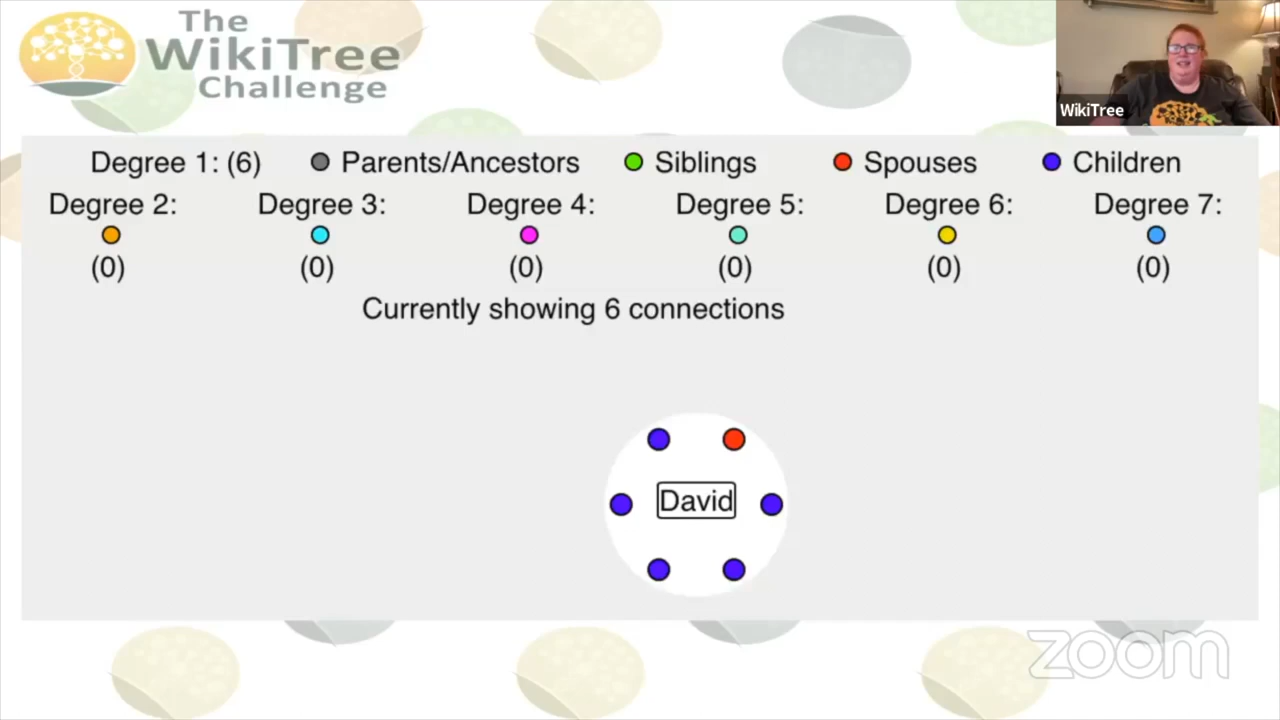 The
WikiTree
Challenge
WikiTree
Degree 1: (6) Parents/Ancestors Siblings Spouses Children
Degree 2: Degree 3: Degree 4: Degree 5: Degree 6: Degree 7:
(0) (0) (0) (0) (0) (0)
Currently showing 6 connections
David
zoom